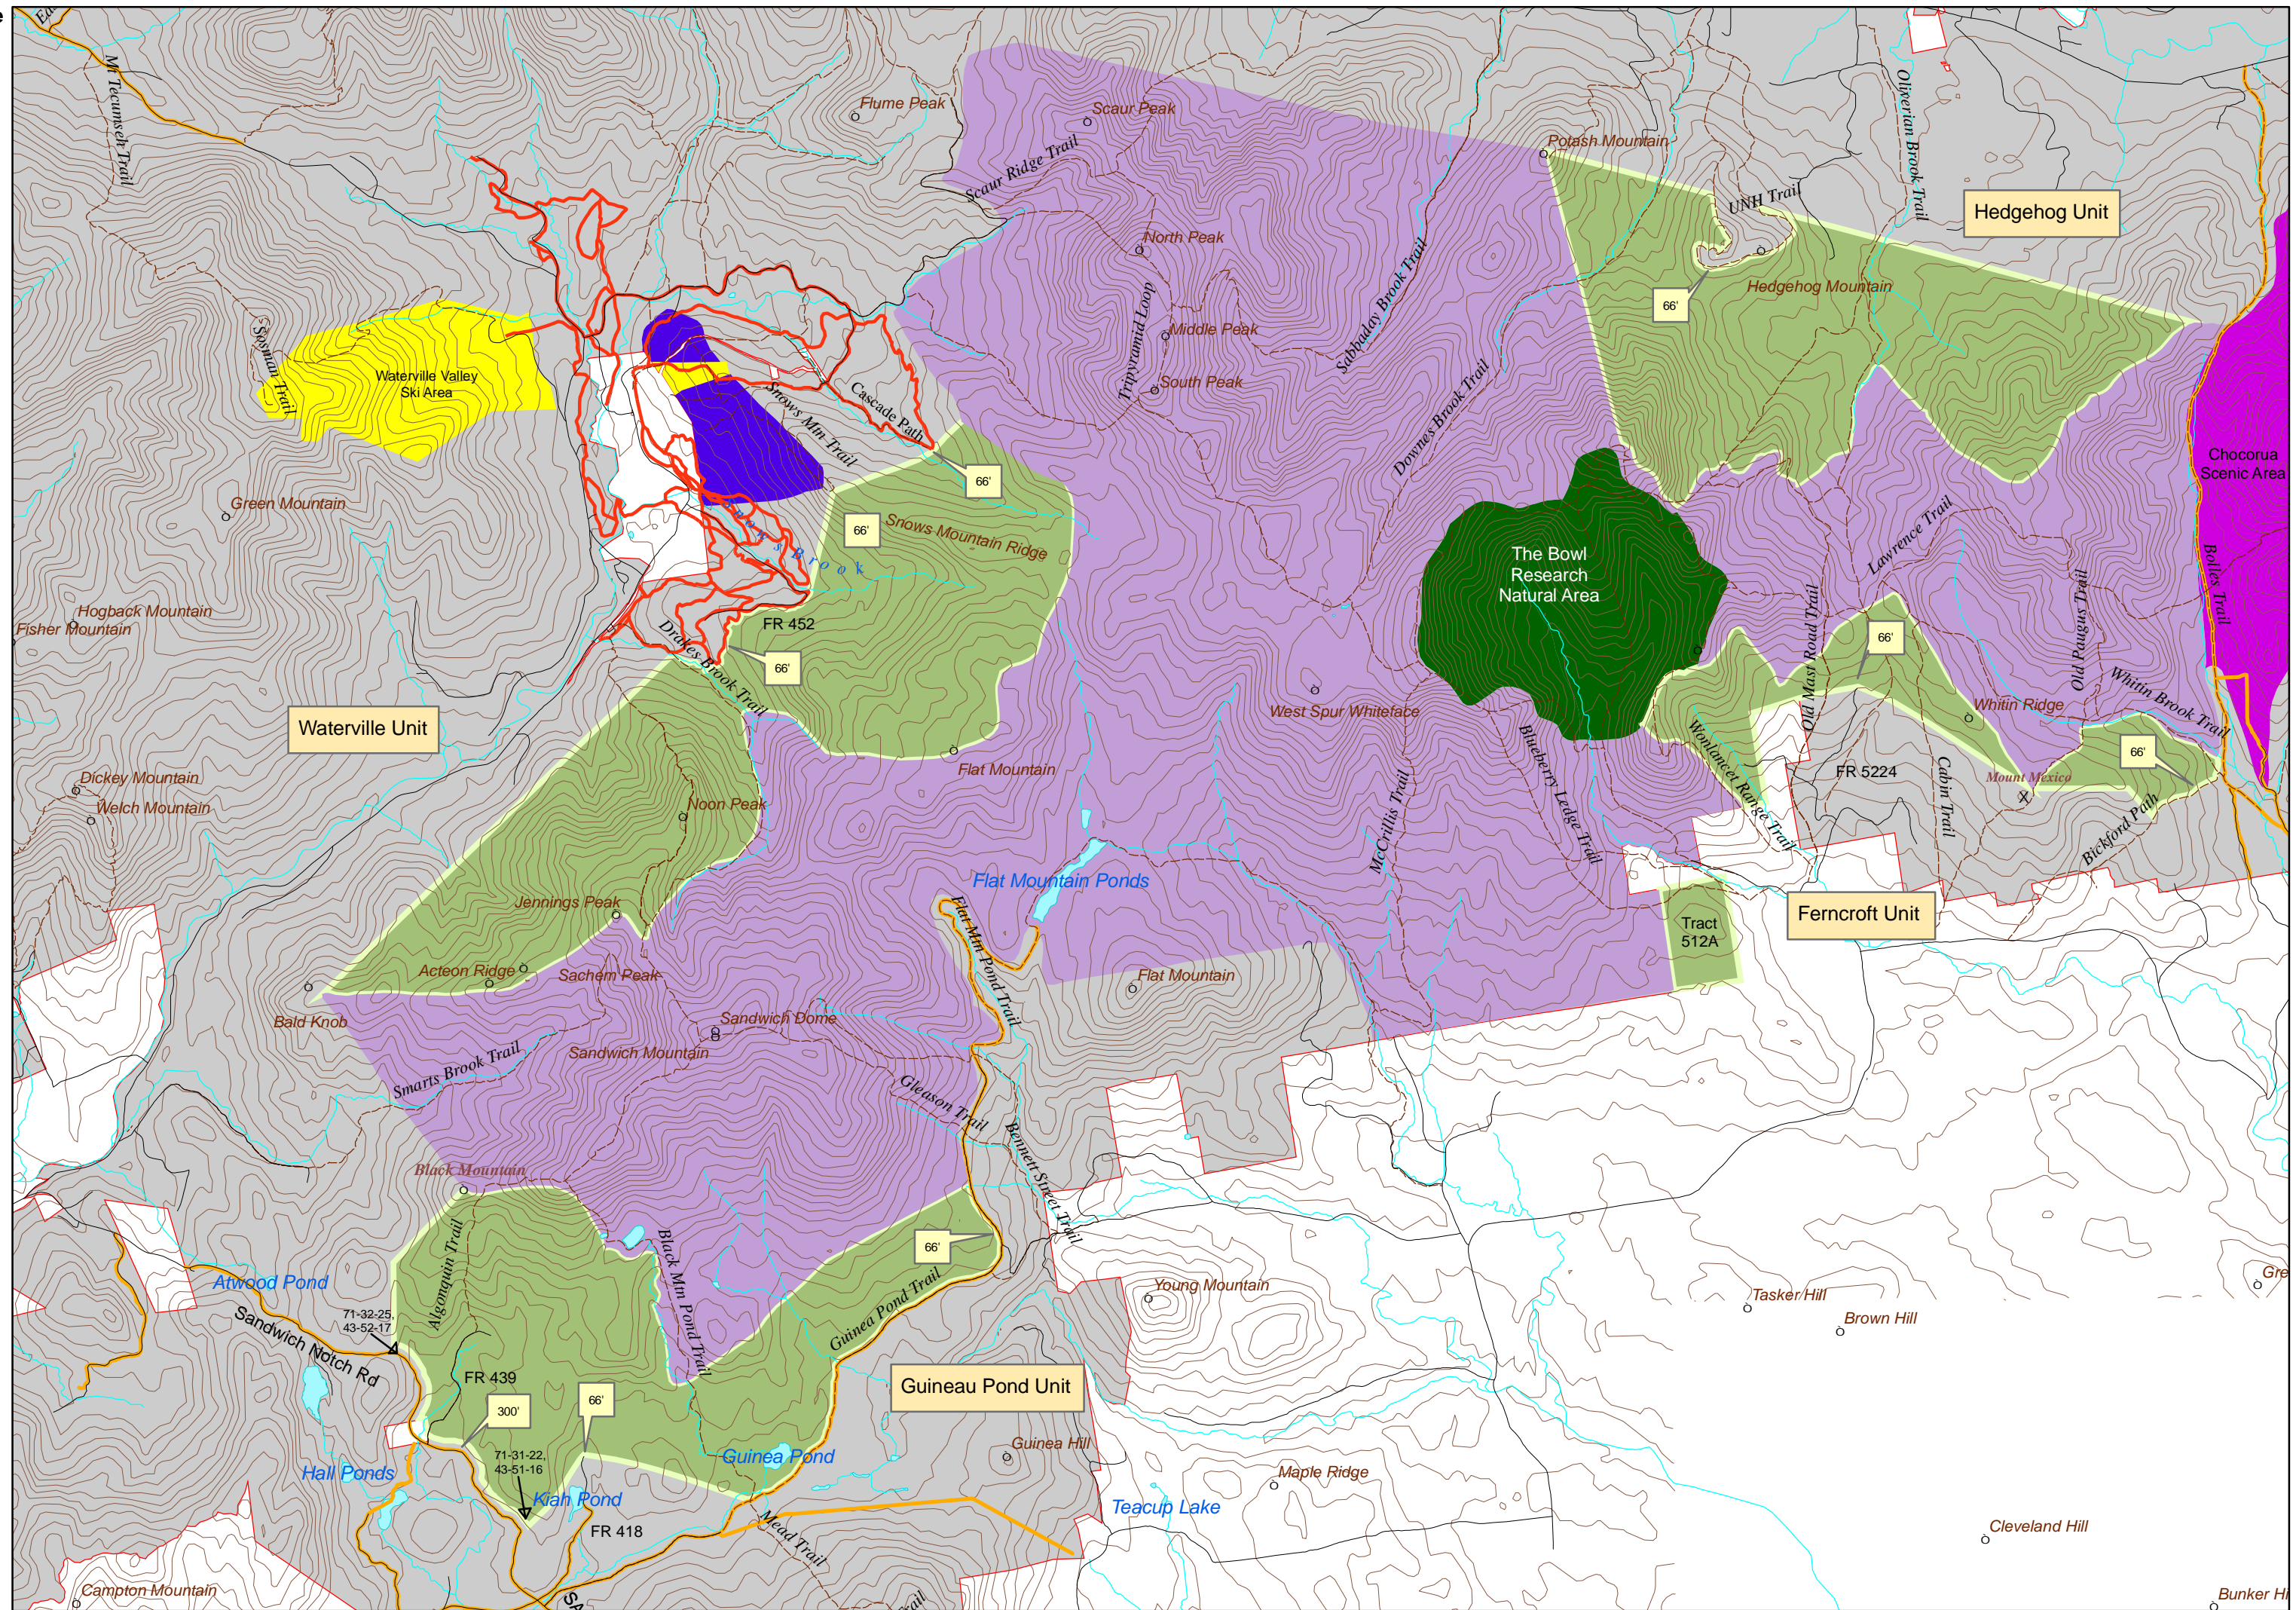 Mt Tecumseh Trail
Flume Peak
Scaur Peak
Scaur Ridge Trail
Potash Mountain
Oliverian Brook Trail
UNH Trail
Hedgehog Unit
North Peak
Hedgehog Mountain
66'
Sabbaday Brook Trail
Tripyramid Loop
Middle Peak
South Peak
Sosman Trail
Waterville Valley
Ski Area
Snows Mtn Trail
Cascade Path
Downes Brook Trail
Chocorua
Scenic Area
66'
Green Mountain
66'
Snows Mountain Ridge
Snows Brook
The Bowl
Research
Natural Area
Lawrence Trail
Bolles Trail
Hogback Mountain
Fisher Mountain
FR 452
Drakes Brook Trail
66'
Old Mast Road Trail
66'
Old Paugus Trail
Whitin Brook Trail
Waterville Unit
West Spur Whiteface
Whitin Ridge
Wonlancet Range Trail
Blueberry Ledge Trail
McCrillis Trail
66'
Flat Mountain
FR 5224
Cabin Trail
Mount Mexico
Dickey Mountain
Welch Mountain
Noon Peak
Bickford Path
Flat Mountain Ponds
Jennings Peak
Flat Mtn Pond Trail
Tract
512A
Ferncroft Unit
Acteon Ridge
Sachem Peak
Flat Mountain
Bald Knob
Sandwich Dome
Sandwich Mountain
Smarts Brook Trail
Gleason Trail
Bennett Street Trail
Black Mountain
Algonquin Trail
Black Mtn Pond Trail
66'
Guinea Pond Trail
Atwood Pond
Young Mountain
Gre
Tasker Hill
Brown Hill
71-32-25,
43-52-17
Sandwich Notch Rd
FR 439
Guineau Pond Unit
300'
66'
71-31-22,
43-51-16
Guinea Pond
Guinea Hill
Hall Ponds
Kiah Pond
Maple Ridge
Teacup Lake
FR 418
Mead Trail
Cleveland Hill
Campton Mountain
SA
Trail
Bunker Hi